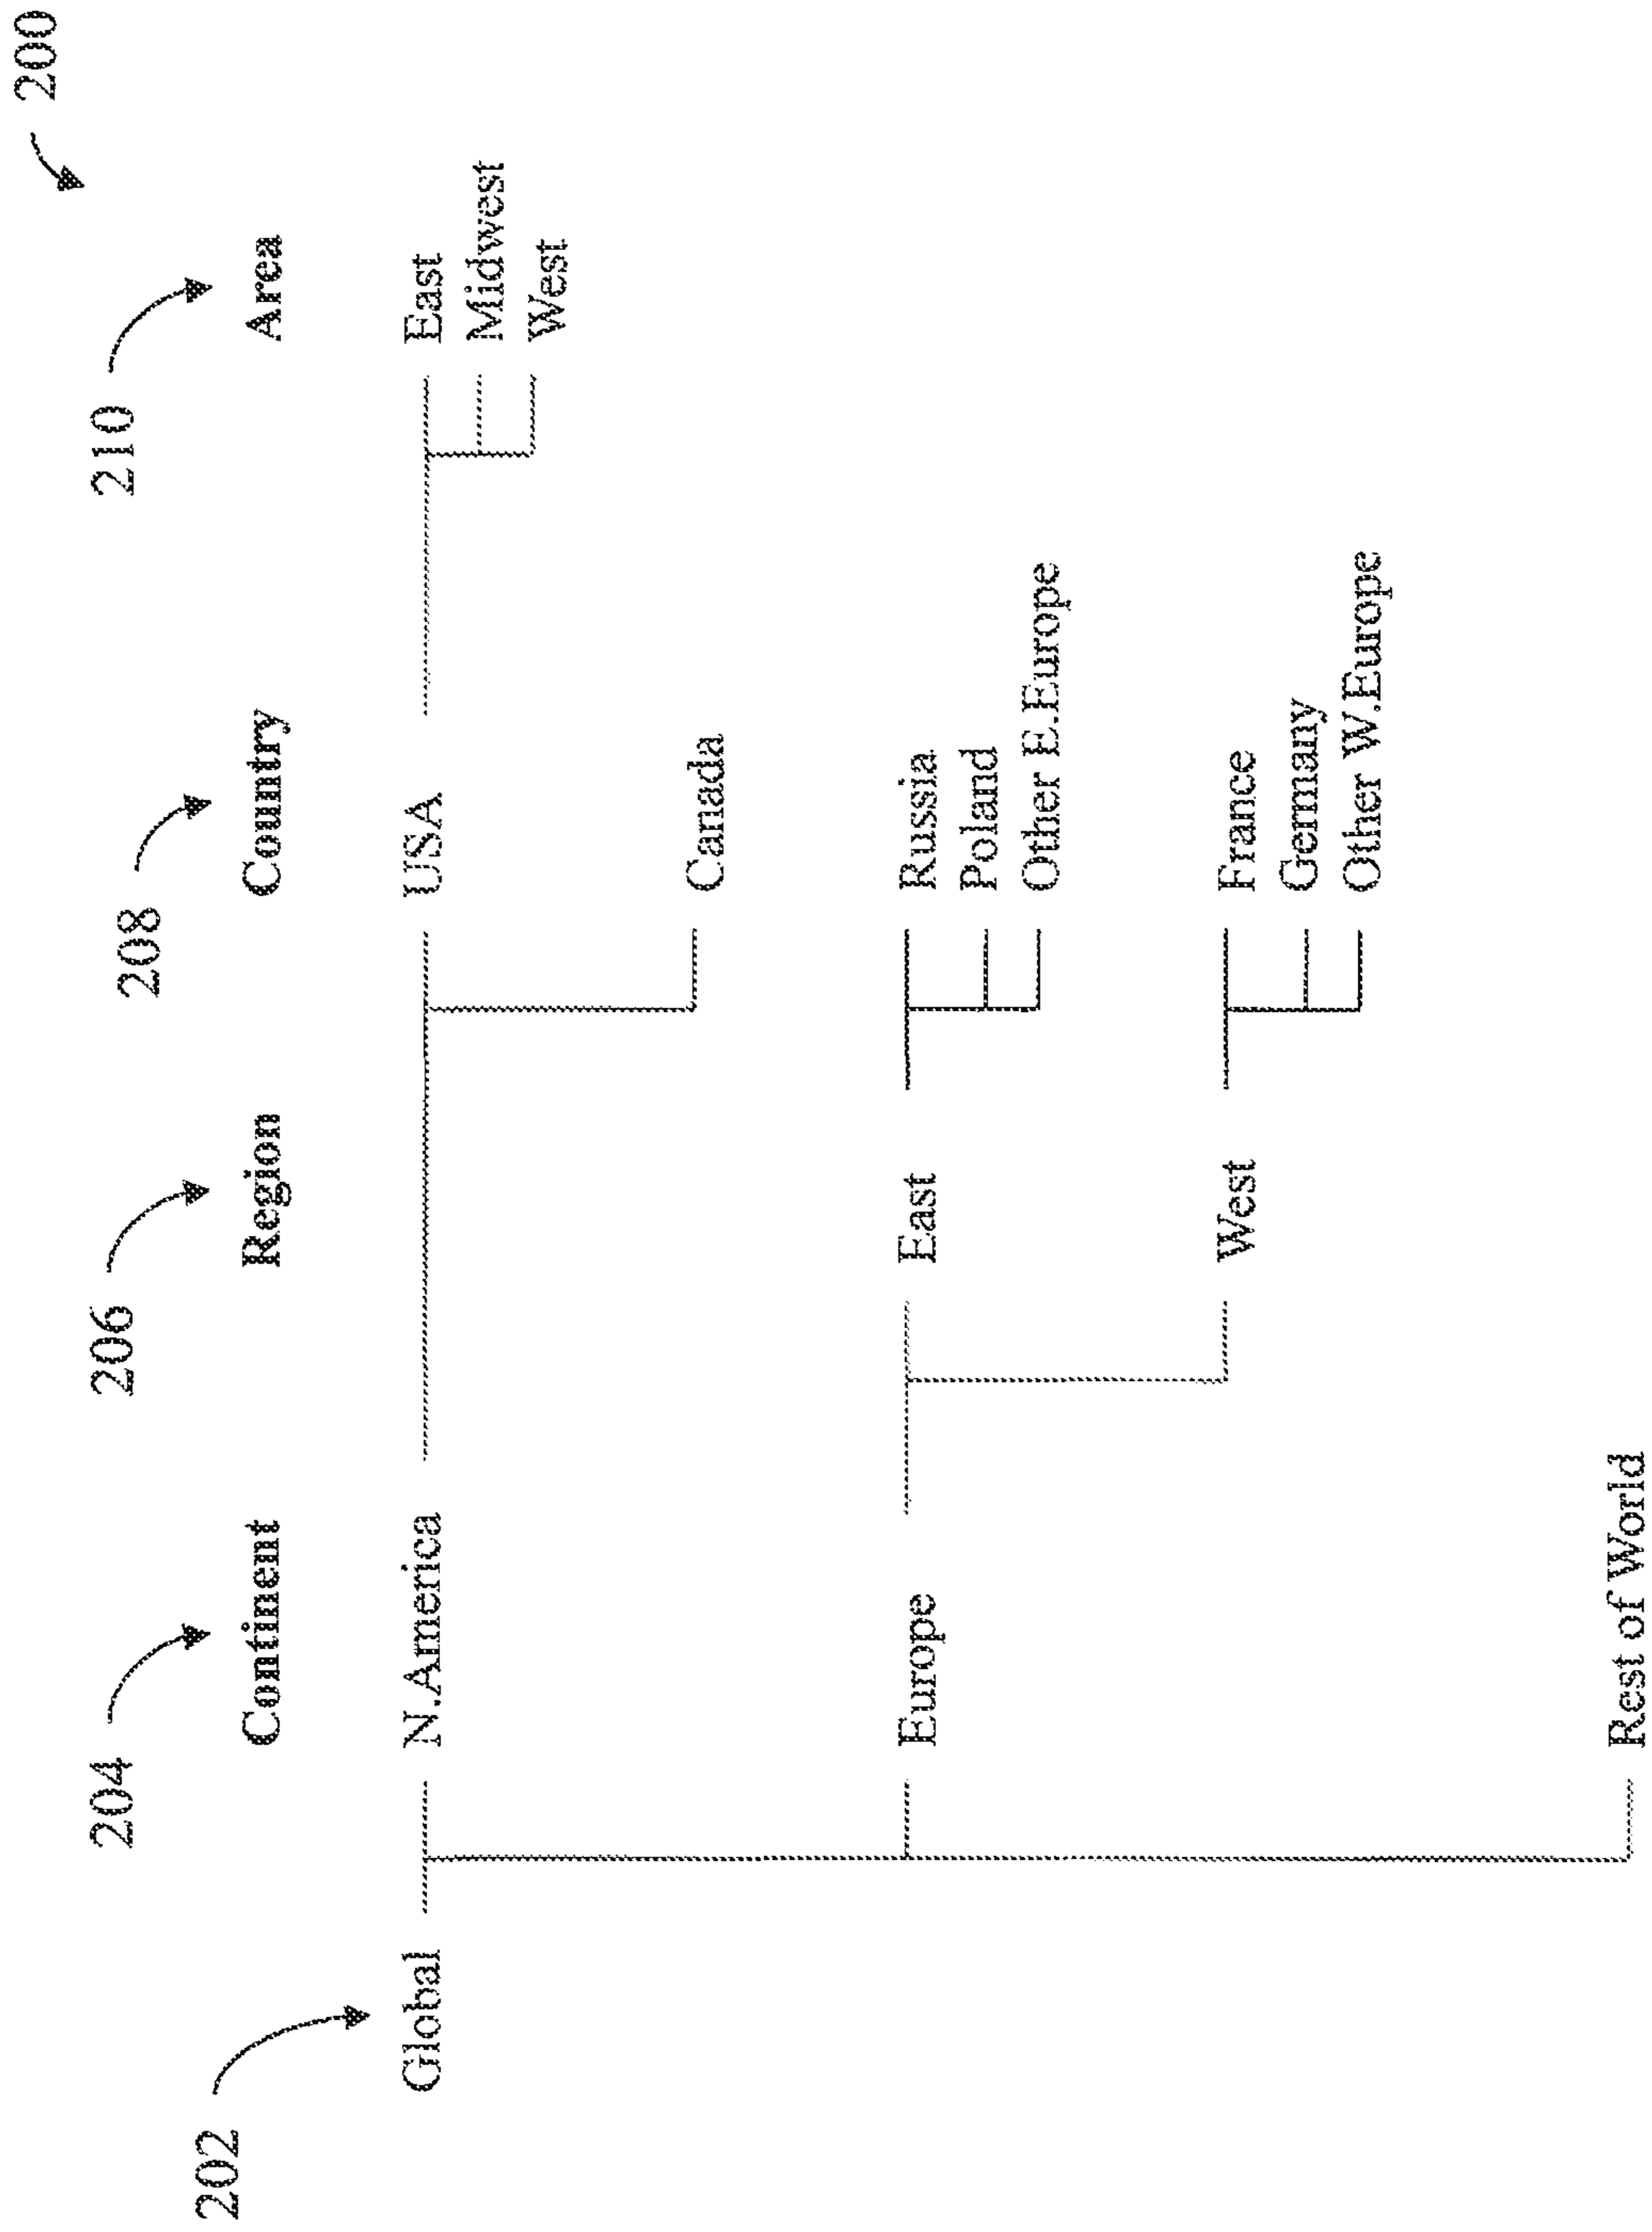 200
202
204
206
208
210
Continent
Region
Country
Area
Global
N.America
USA
East
Midwest
West
Canada
Europe
East
Russia
Poland
Other E.Europe
West
France
Germany
Other W.Europe
Rest of World